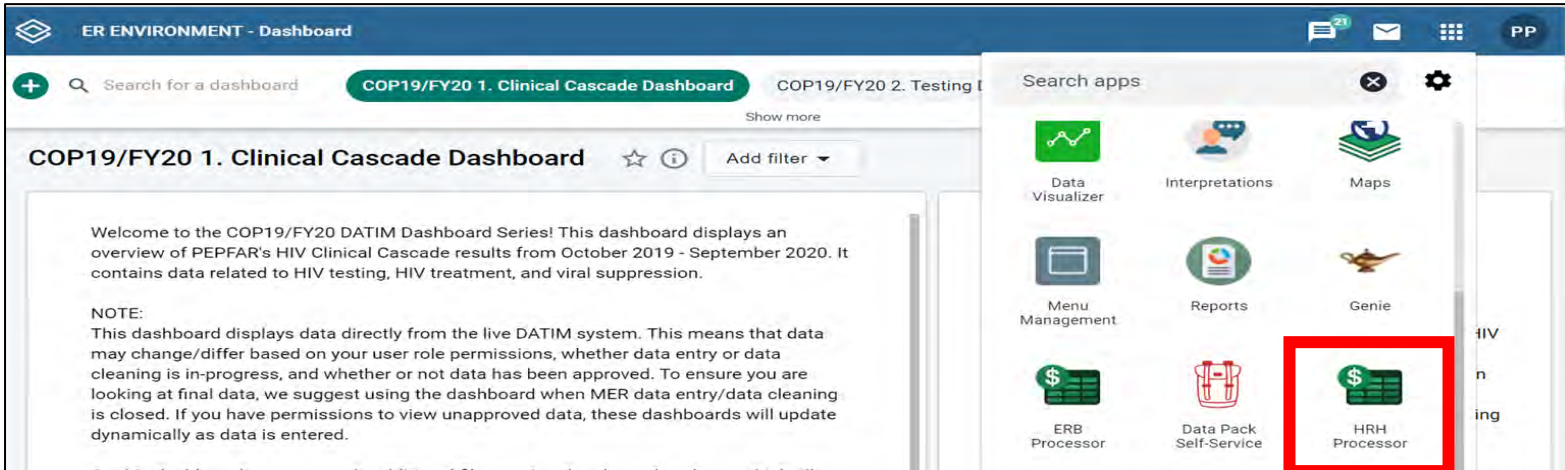 ER ENVIRONMENT - Dashboard
21
PP
Search for a dashboard
COP19/FY20 1. Clinical Cascade Dashboard
COP19/FY20 2. Testing
Show more
COP19/FY20 1. Clinical Cascade Dashboard
Add filter
Welcome to the COP19/FY20 DATIM Dashboard Series! This dashboard displays an
overview of PEPFAR's HIV Clinical Cascade results from October 2019 - September 2020. It
contains data related to HIV testing, HIV treatment, and viral suppression.
NOTE:
This dashboard displays data directly from the live DATIM system. This means that data
may change/differ based on your user role permissions, whether data entry or data
cleaning is in-progress, and whether or not data has been approved. To ensure you are
looking at final data, we suggest using the dashboard when MER data entry/data cleaning
is closed. If you have permissions to view unapproved data, these dashboards will update
dynamically as data is entered.
Search apps
Data
Visualizer
Interpretations
Maps
Menu
Management
Reports
Genie
ERB
Processor
Data Pack
Self-Service
HRH
Processor
HIV
n
ing